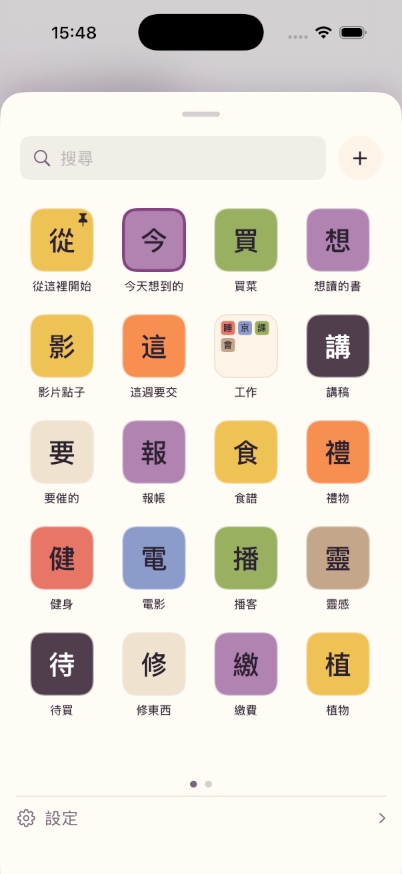 15:48
搜尋
從
今
買
想
從這裡開始
今天想到的
買菜
想讀的書
影
這
睡
京
課
會
講
影片點子
這週要交
工作
講稿
要
報
食
禮
要催的
報帳
食譜
禮物
健
電
播
靈
健身
電影
播客
靈感
待
修
繳
植
待買
修東西
繳費
植物
設定